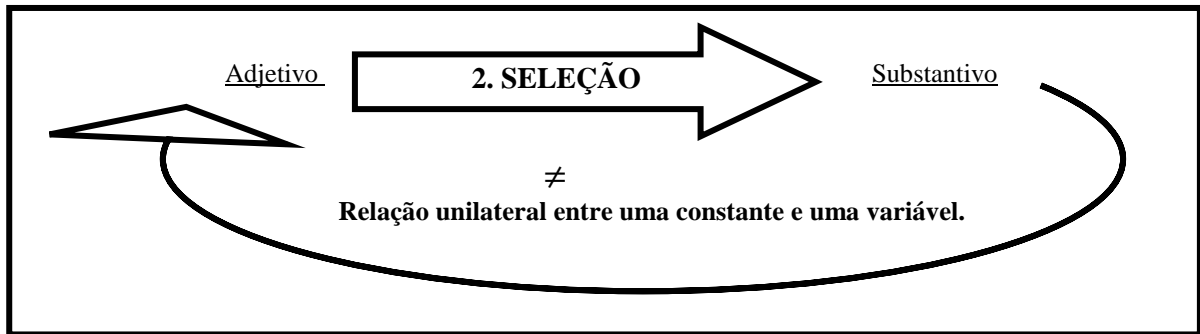 Adjetivo 2. SELEÇÃO Substantivo
≠
Relação unilateral entre uma constante e uma variável.